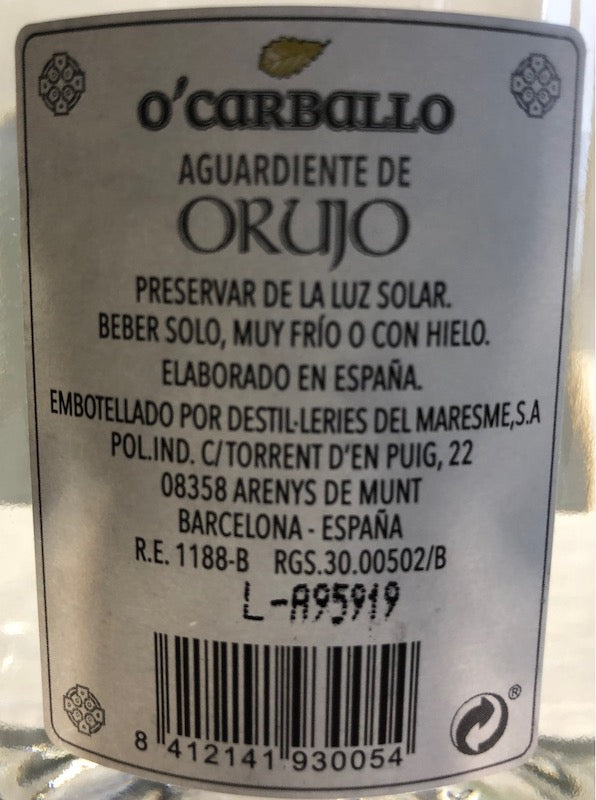 O'CARBALLO
AGUARDIENTE DE
ORUJO
PRESERVAR DE LA LUZ SOLAR.
BEBER SOLO, MUY FRÍO O CON HIELO.
ELABORADO EN ESPAÑA.
EMBOTELLADO POR DESTIL·LERIES DEL MARESME,S.A
POL.IND. C/TORRENT D'EN PUIG, 22
08358 ARENYS DE MUNT
BARCELONA - ESPAÑA
R.E. 1188-B RGS.30.00502/B
L-A95919
8 412141 930054
®